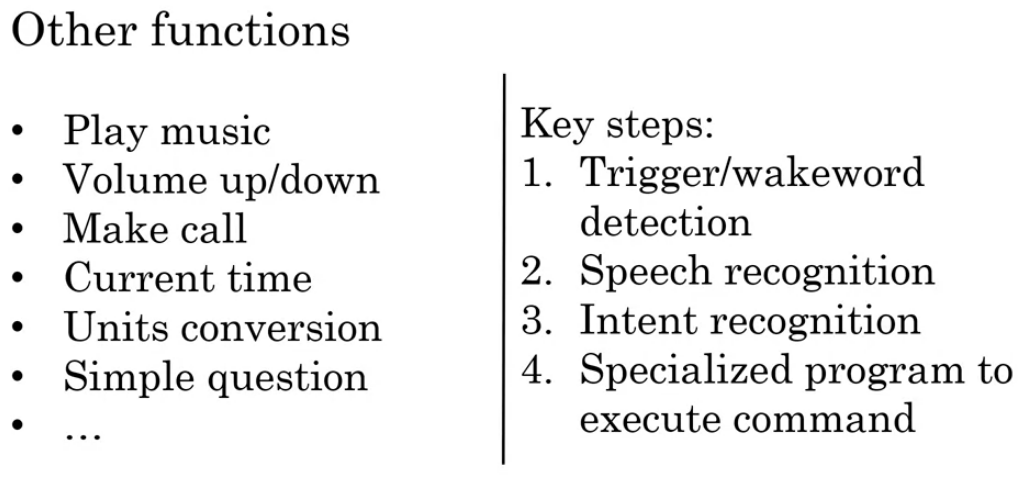 Other functions
• Play music
• Volume up/down
• Make call
• Current time
• Units conversion
• Simple question
• ...
Key steps:
1. Trigger/wakeword
detection
2. Speech recognition
3. Intent recognition
4. Specialized program to
execute command